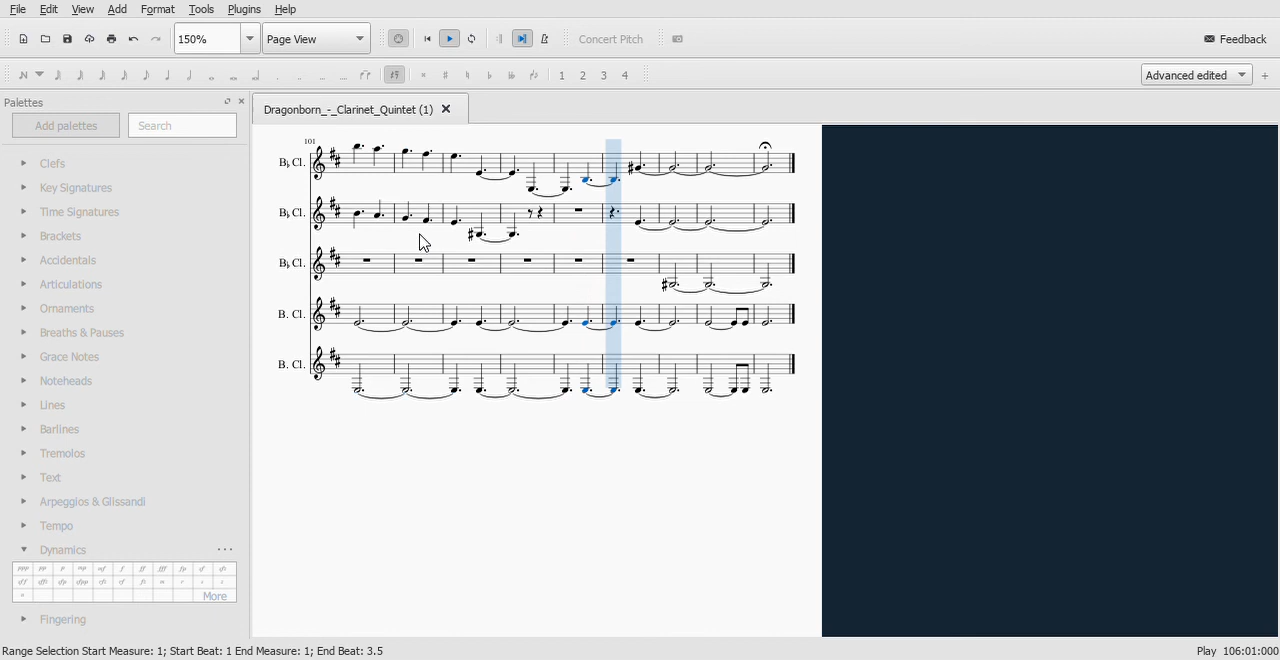 File Edit View Add Format Tools Plugins Help
150% Page View Concert Pitch Feedback
1 2 3 4 Advanced edited
Palettes
Add palettes Search
Dragonborn_-_Clarinet_Quintet (1)
Clefs
Key Signatures
Time Signatures
Brackets
Accidentals
Articulations
Ornaments
Breaths & Pauses
Grace Notes
Noteheads
Lines
Barlines
Tremolos
Text
Arpeggios & Glissandi
Tempo
Dynamics
More
Fingering
101
B♭ Cl.
B♭ Cl.
B♭ Cl.
B. Cl.
B. Cl.
Range Selection Start Measure: 1; Start Beat: 1 End Measure: 1; End Beat: 3.5
Play 106:01:000